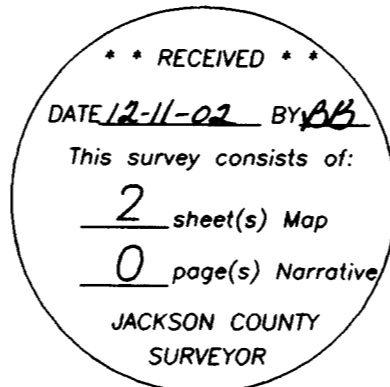 * * RECEIVED * *
DATE 12-11-02 BY BB
This survey consists of:
2 sheet(s) Map
0 page(s) Narrative
JACKSON COUNTY
SURVEYOR